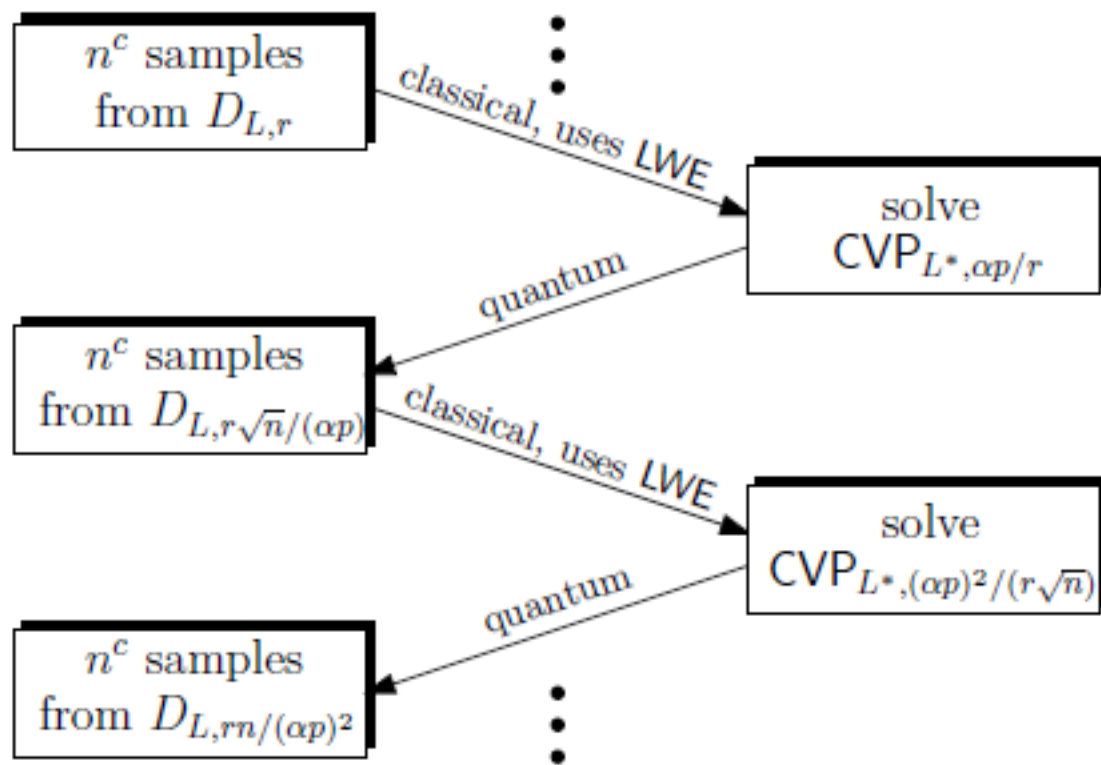 n^c samples
from D_{L,r}
classical, uses LWE
solve
CVP_{L*,αp/r}
quantum
n^c samples
from D_{L,r√n/(αp)}
classical, uses LWE
solve
CVP_{L*,(αp)²/(r√n)}
quantum
n^c samples
from D_{L,rn/(αp)²}